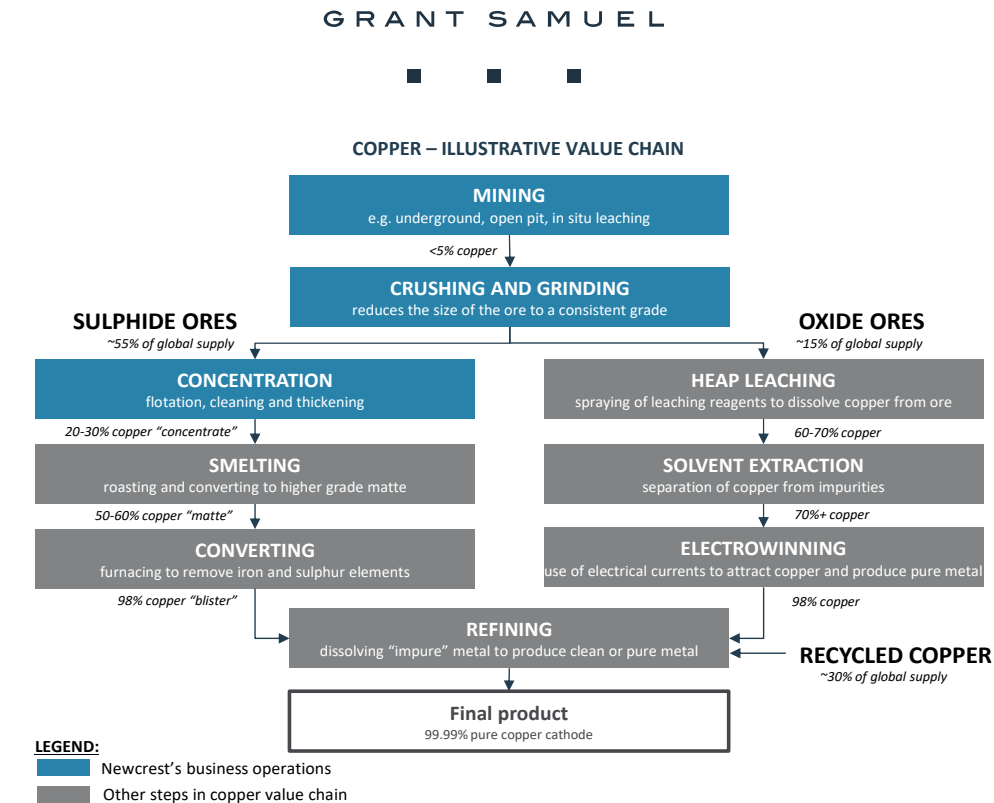 GRANT SAMUEL
COPPER – ILLUSTRATIVE VALUE CHAIN
MINING
e.g. underground, open pit, in situ leaching
<5% copper
CRUSHING AND GRINDING
reduces the size of the ore to a consistent grade
SULPHIDE ORES
~55% of global supply
OXIDE ORES
~15% of global supply
CONCENTRATION
flotation, cleaning and thickening
HEAP LEACHING
spraying of leaching reagents to dissolve copper from ore
20-30% copper “concentrate”
60-70% copper
SMELTING
roasting and converting to higher grade matte
SOLVENT EXTRACTION
separation of copper from impurities
50-60% copper “matte”
70%+ copper
CONVERTING
furnacing to remove iron and sulphur elements
ELECTROWINNING
use of electrical currents to attract copper and produce pure metal
98% copper “blister”
98% copper
REFINING
dissolving “impure” metal to produce clean or pure metal
RECYCLED COPPER
~30% of global supply
Final product
99.99% pure copper cathode
LEGEND:
Newcrest’s business operations
Other steps in copper value chain